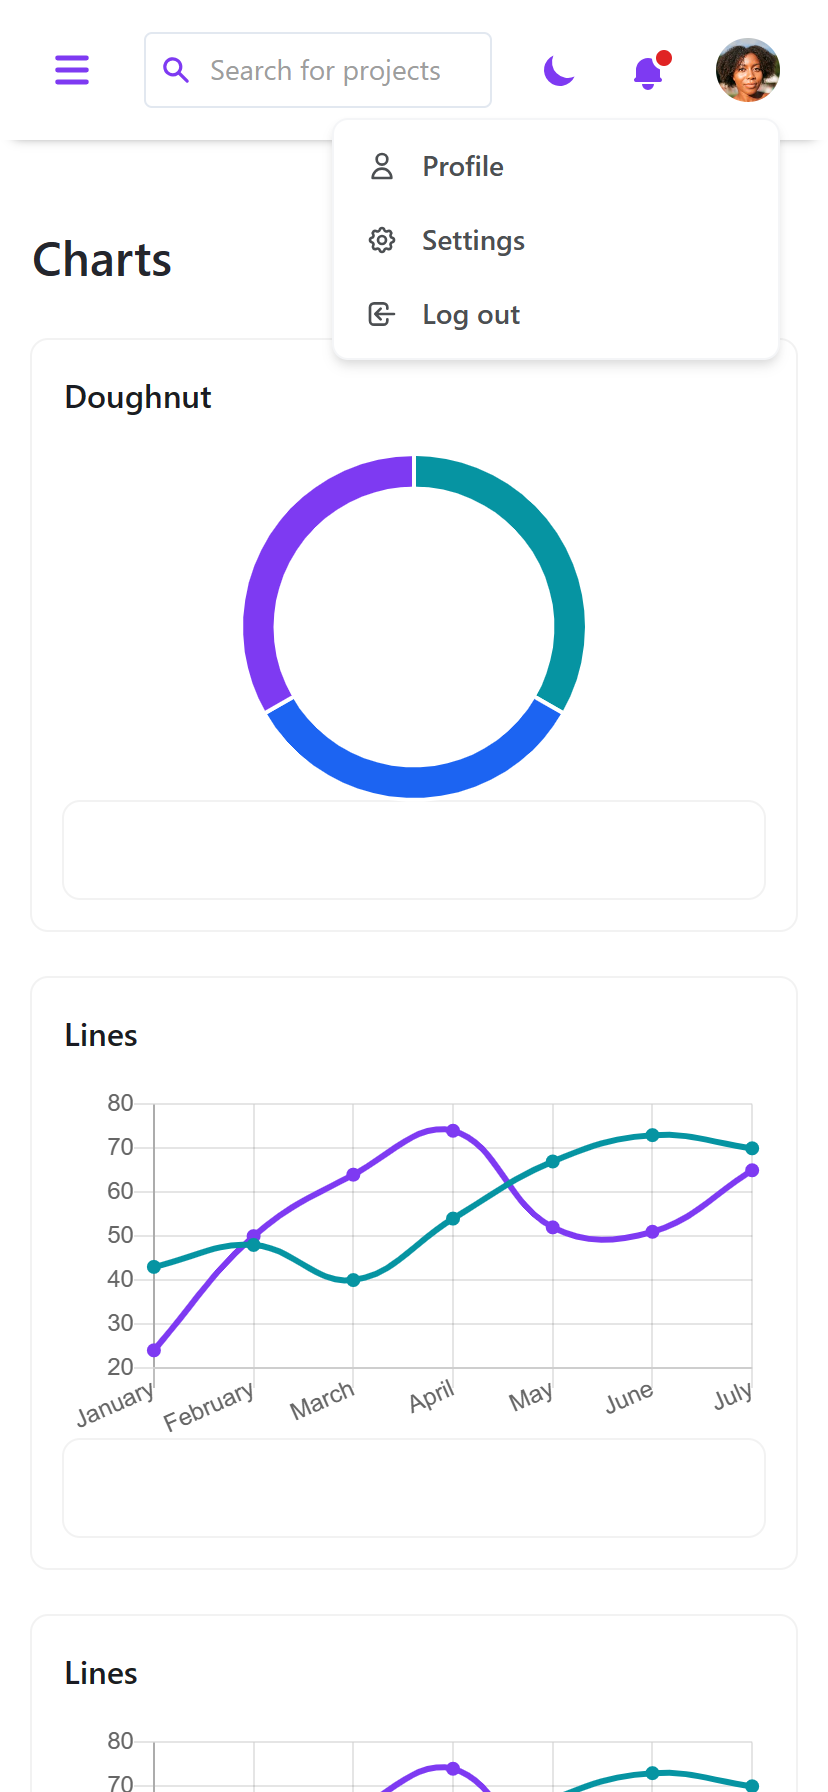 Search for projects
Profile
Settings
Log out
Charts
Doughnut
Lines
80
70
60
50
40
30
20
January February March April May June July
Lines
80
70